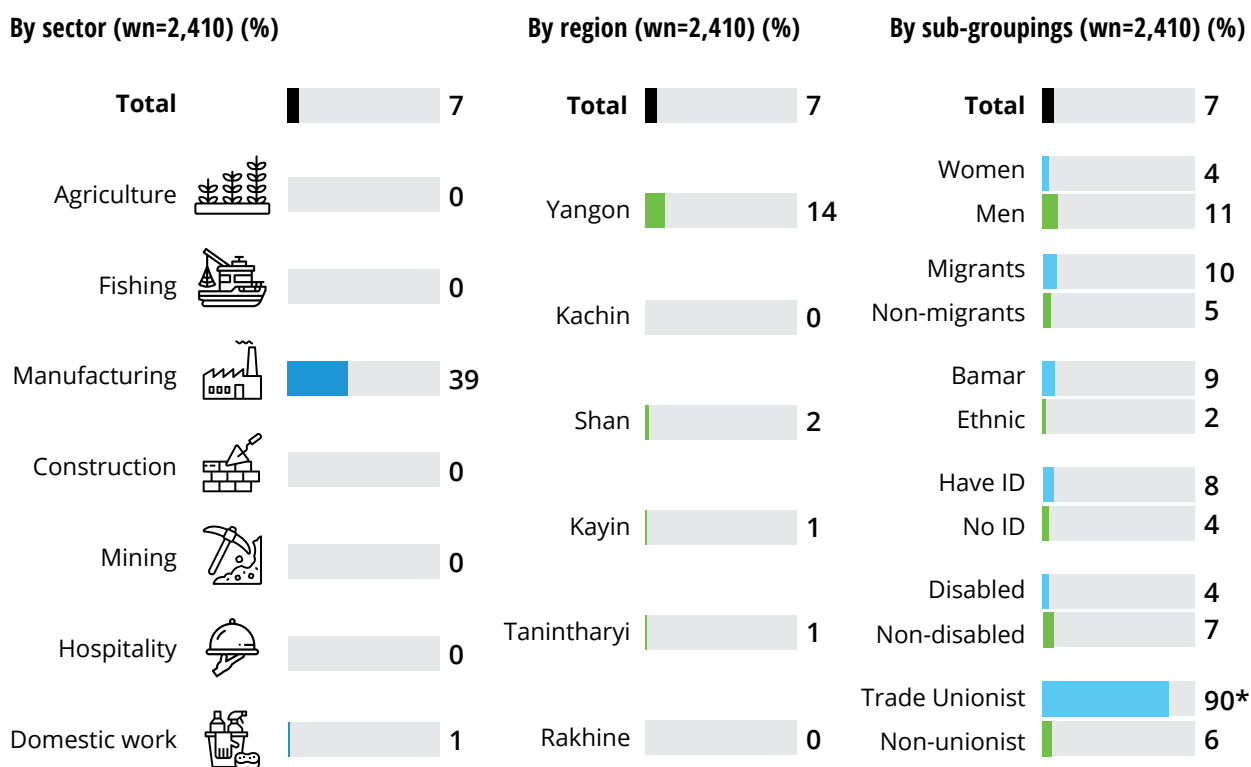 By sector (wn=2,410) (%)
Total 7
Agriculture 0
Fishing 0
Manufacturing 39
Construction 0
Mining 0
Hospitality 0
Domestic work 1
By region (wn=2,410) (%)
Total 7
Yangon 14
Kachin 0
Shan 2
Kayin 1
Tanintharyi 1
Rakhine 0
By sub-groupings (wn=2,410) (%)
Total 7
Women 4
Men 11
Migrants 10
Non-migrants 5
Bamar 9
Ethnic 2
Have ID 8
No ID 4
Disabled 4
Non-disabled 7
Trade Unionist 90*
Non-unionist 6